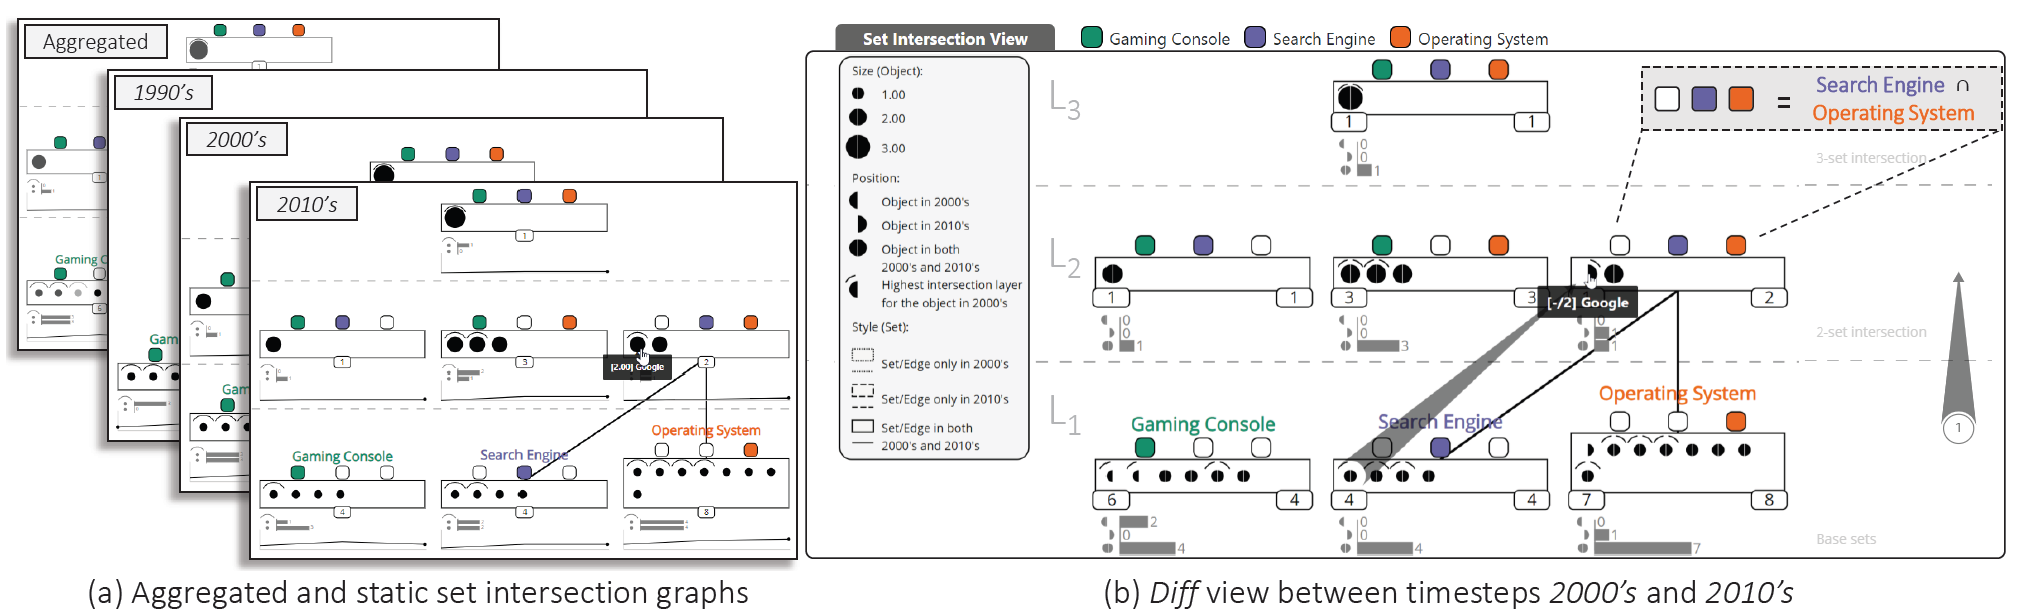 Aggregated
1
1
Gaming C
6
1990's
Gam
2000's
Gam
2010's
1
1
3
2
[2.00] Google
Gaming Console
Search Engine
Operating System
4
4
8
(a) Aggregated and static set intersection graphs
Set Intersection View
Gaming Console
Search Engine
Operating System
Size (Object):
1.00
2.00
3.00
Position:
Object in 2000's
Object in 2010's
Object in both
2000's and 2010's
Highest intersection layer
for the object in 2000's
Style (Set):
Set/Edge only in 2000's
Set/Edge only in 2010's
Set/Edge in both
2000's and 2010's
L3
1
1
0
0
1
= Search Engine ∩
Operating System
3-set intersection
L2
1
1
0
0
1
3
3
0
0
3
[-/2] Google
2
0
1
1
2-set intersection
L1
Gaming Console
6
4
2
0
4
Search Engine
4
4
0
0
4
Operating System
7
8
0
1
7
1
Base sets
(b) Diff view between timesteps 2000's and 2010's